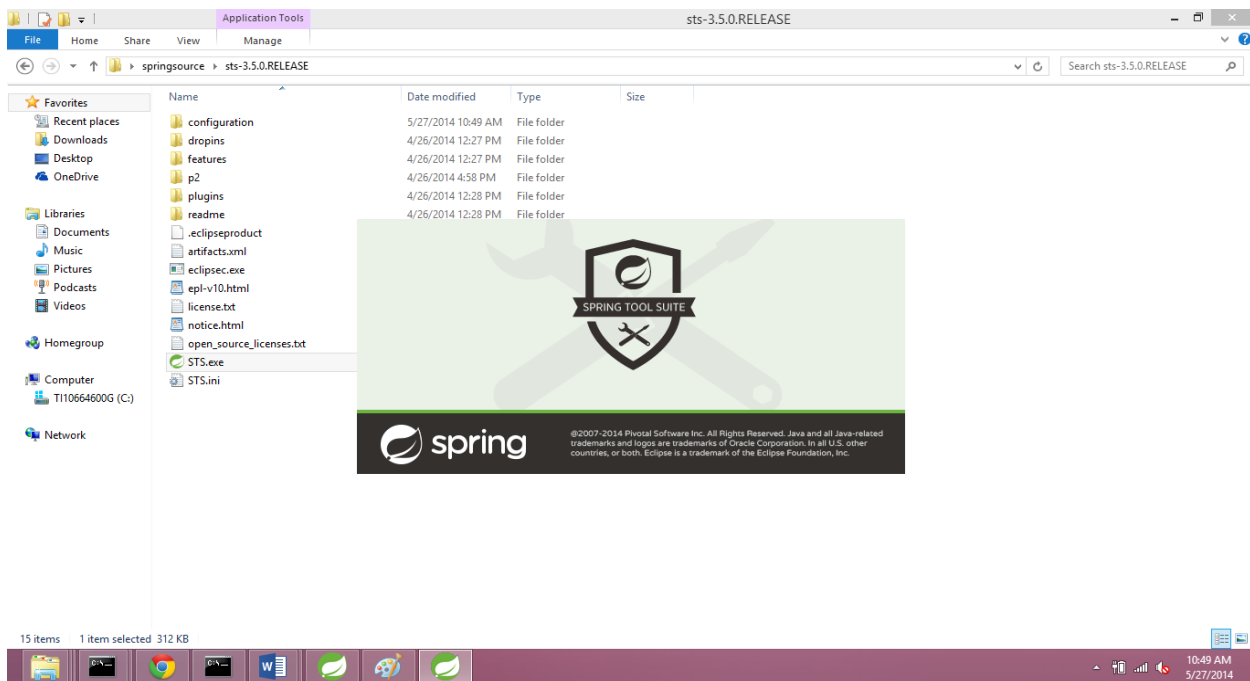 Application Tools
sts-3.5.0.RELEASE
File Home Share View Manage
springsource sts-3.5.0.RELEASE
Search sts-3.5.0.RELEASE
Favorites
Recent places
Downloads
Desktop
OneDrive
Libraries
Documents
Music
Pictures
Podcasts
Videos
Homegroup
Computer
TI10664600G (C:)
Network
Name Date modified Type Size
configuration 5/27/2014 10:49 AM File folder
dropins 4/26/2014 12:27 PM File folder
features 4/26/2014 12:27 PM File folder
p2 4/26/2014 4:58 PM File folder
plugins 4/26/2014 12:28 PM File folder
readme 4/26/2014 12:28 PM File folder
.eclipseproduct
artifacts.xml
eclipsec.exe
epl-v10.html
license.txt
notice.html
open_source_licenses.txt
STS.exe
STS.ini
SPRING TOOL SUITE
spring
©2007-2014 Pivotal Software Inc. All Rights Reserved. Java and all Java-related
trademarks and logos are trademarks of Oracle Corporation. In all U.S. other
countries, or both. Eclipse is a trademark of the Eclipse Foundation, Inc.
15 items 1 item selected 312 KB
10:49 AM
5/27/2014